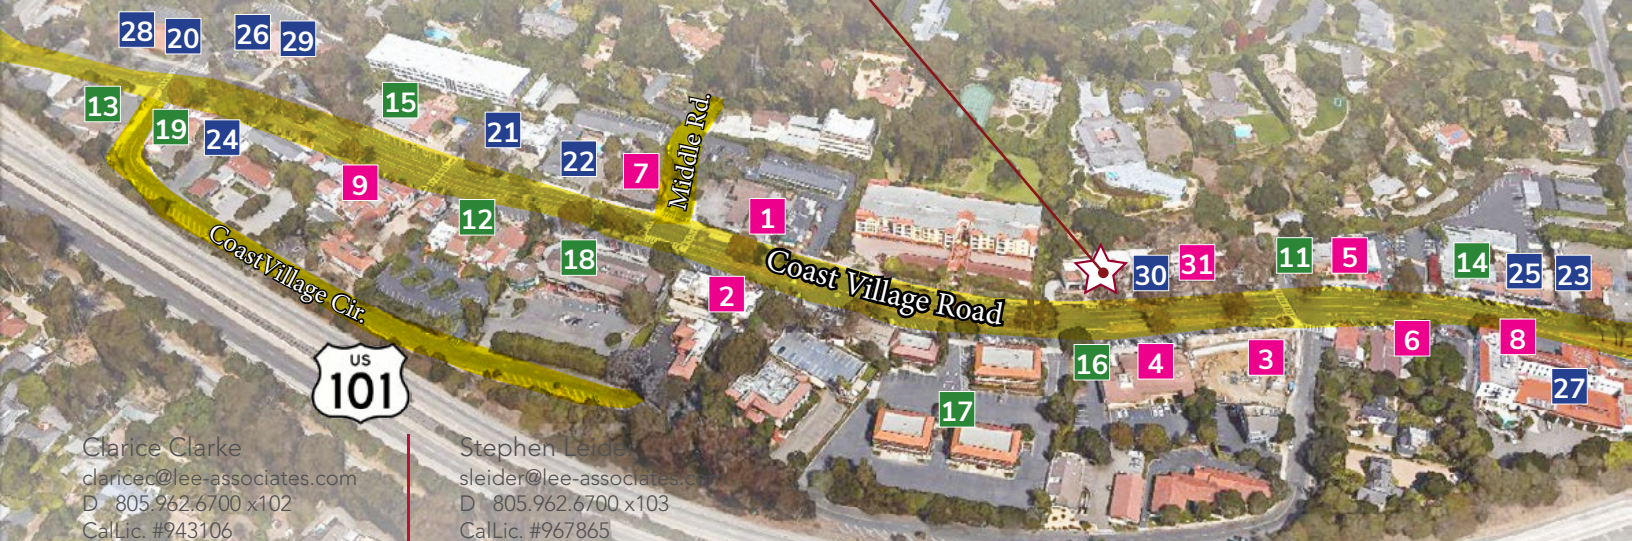 28 20 26 29
13
19
24
15
21
22
7
Middle Rd.
9
12
18
1
2
Coast Village Road
CoastVillage Cir.
30
31
11
5
14
25
23
16
4
3
6
8
27
17
US
101
Clarice Clarke
claricec@lee-associates.com
D 805.962.6700 x102
CalLic. #943106
Stephen Leider
sleider@lee-associates.c
D 805.962.6700 x103
CalLic. #967865